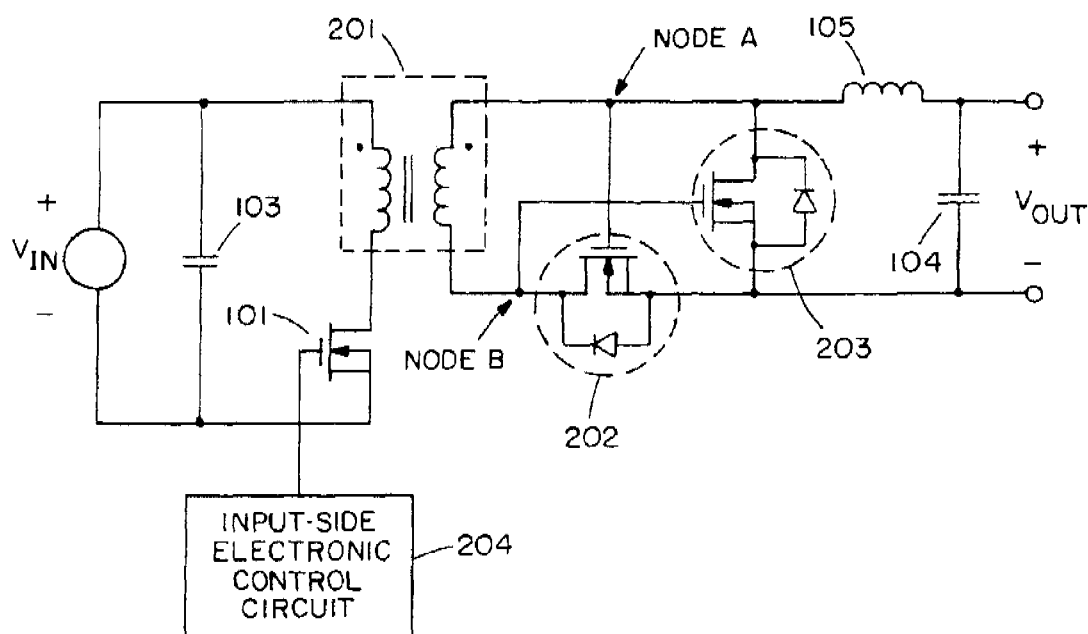 201
NODE A
105
+
V_IN
−
103
+
V_OUT
−
104
101
NODE B
203
202
INPUT-SIDE
ELECTRONIC
CONTROL
CIRCUIT
204